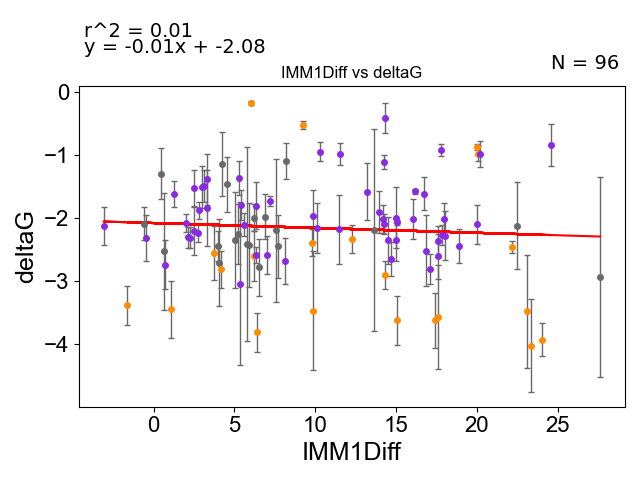 r^2 = 0.01
y = -0.01x + -2.08
N = 96
IMM1Diff vs deltaG
0
−1
−2
−3
−4
deltaG
0 5 10 15 20 25
IMM1Diff